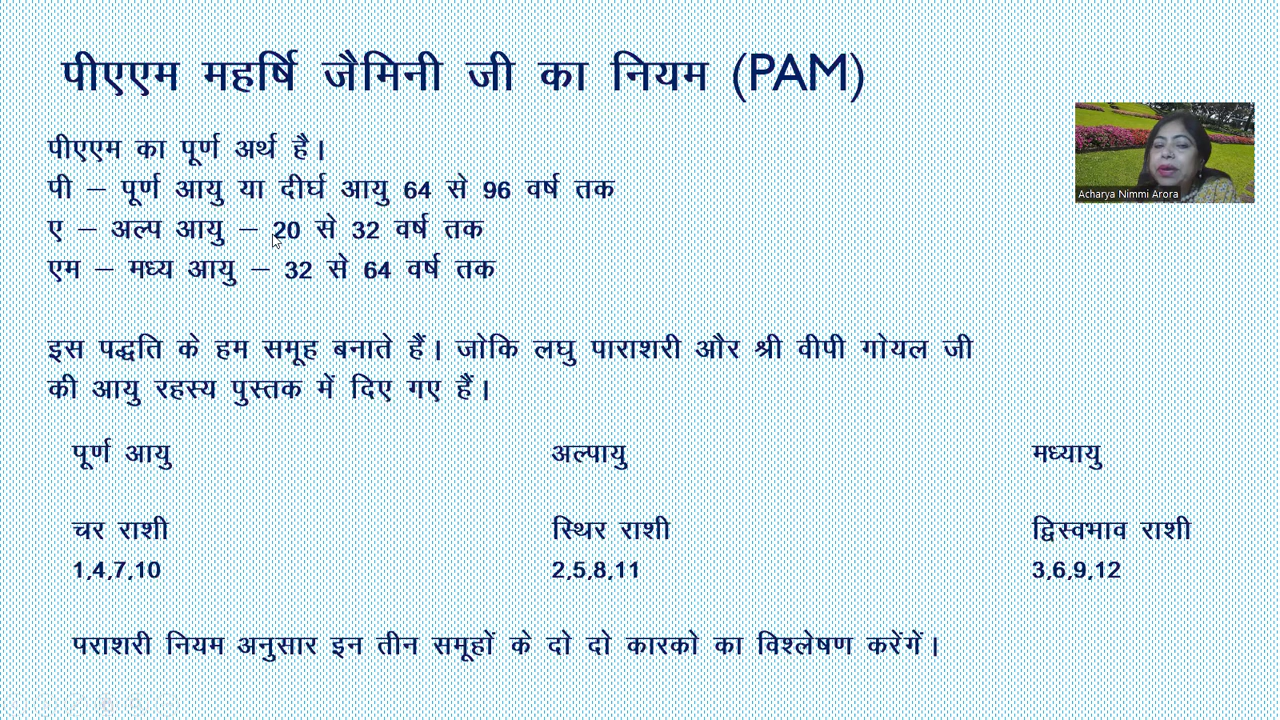 पीएएम महर्षि जैमिनी जी का नियम (PAM)
पीएएम का पूर्ण अर्थ है।
पी – पूर्ण आयु या दीर्घ आयु 64 से 96 वर्ष तक
ए – अल्प आयु – 20 से 32 वर्ष तक
एम – मध्य आयु – 32 से 64 वर्ष तक
Acharya Nimmi Arora
इस पद्धति के हम समूह बनाते हैं। जोकि लघु पाराशरी और श्री वीपी गोयल जी
की आयु रहस्य पुस्तक में दिए गए हैं।
पूर्ण आयु अल्पायु मध्यायु
चर राशी स्थिर राशी द्विस्वभाव राशी
1,4,7,10 2,5,8,11 3,6,9,12
पराशरी नियम अनुसार इन तीन समूहों के दो दो कारको का विश्लेषण करेंगें।